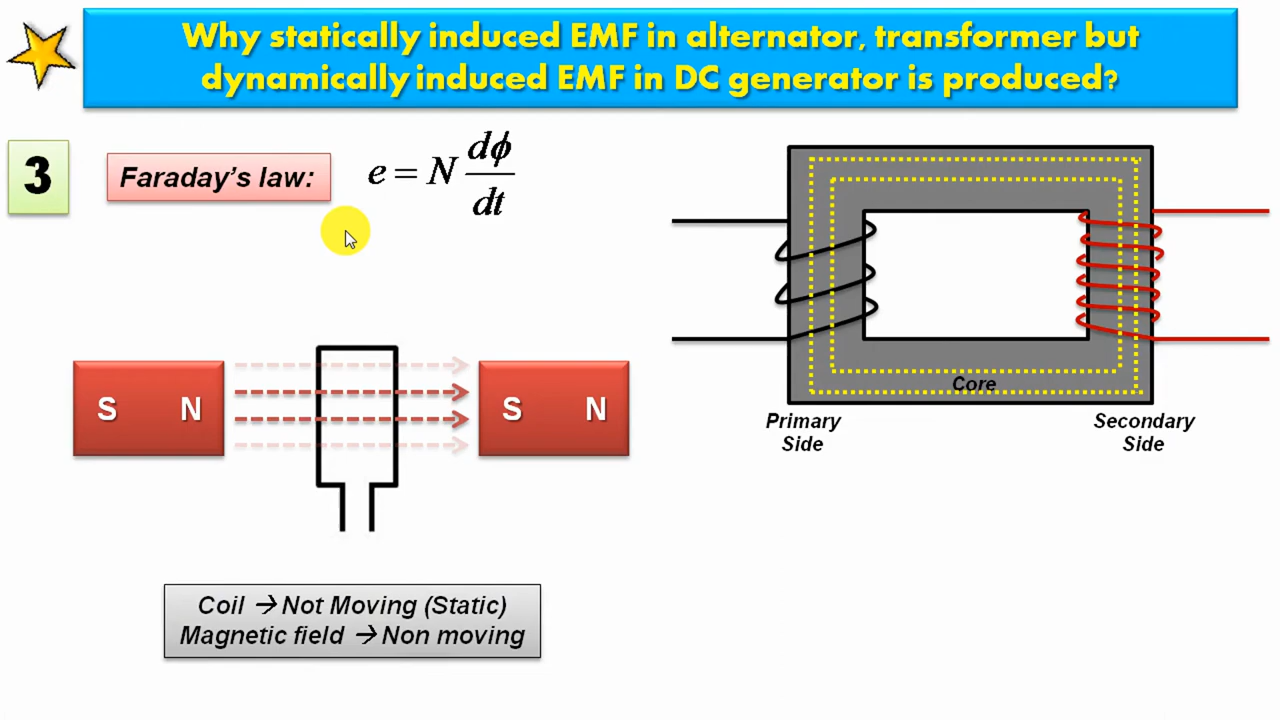 Why statically induced EMF in alternator, transformer but
dynamically induced EMF in DC generator is produced?
3
Faraday's law:
e = N dϕ/dt
S N
S N
Coil → Not Moving (Static)
Magnetic field → Non moving
Core
Primary
Side
Secondary
Side